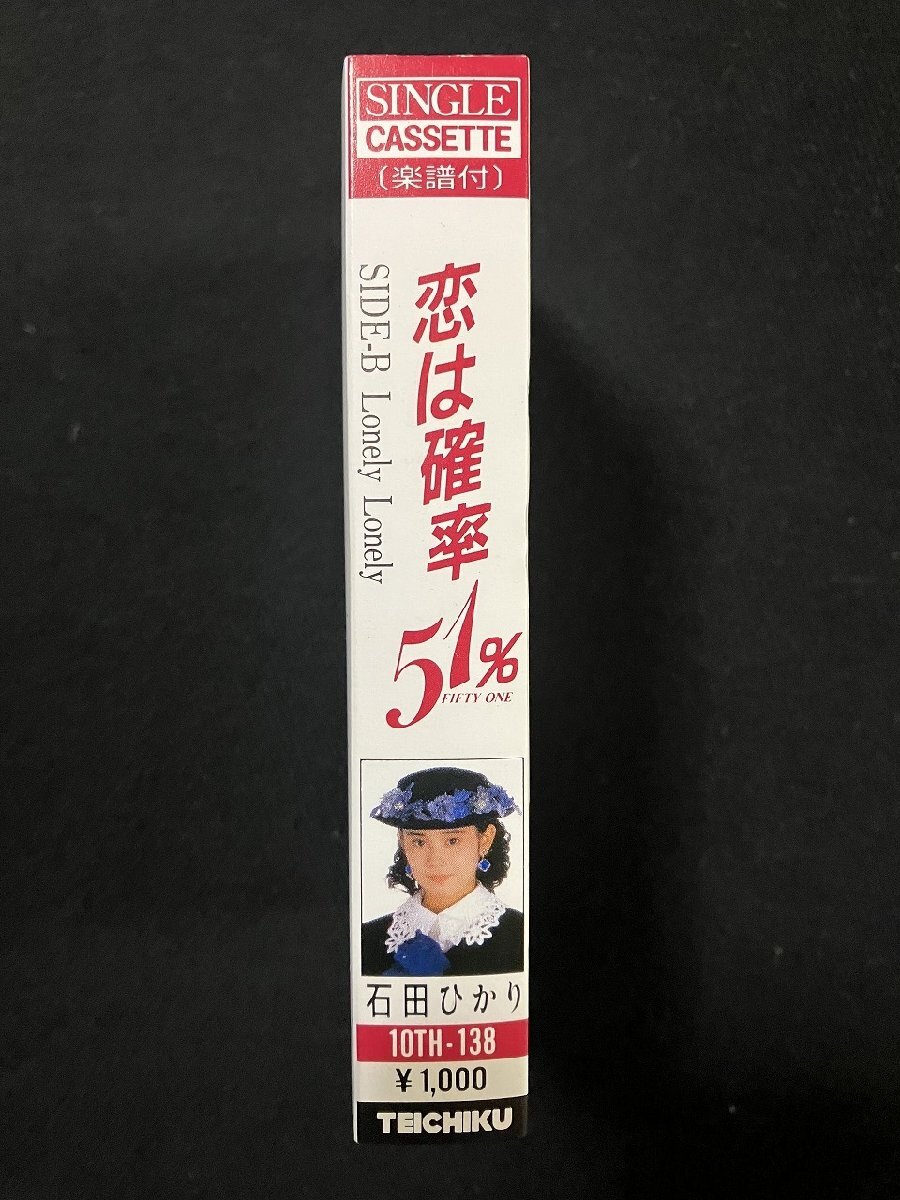 SINGLE
CASSETTE
(楽譜付)
恋は確率
51%
FIFTY ONE
SIDE-B Lonely Lonely
石田ひかり
10TH-138
¥1,000
TEICHIKU